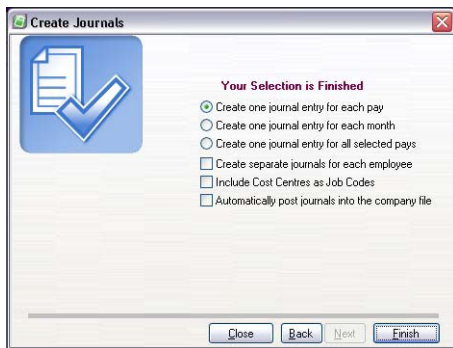 Create Journals
Your Selection is Finished
Create one journal entry for each pay
Create one journal entry for each month
Create one journal entry for all selected pays
Create separate journals for each employee
Include Cost Centres as Job Codes
Automatically post journals into the company file
Close Back Next Finish